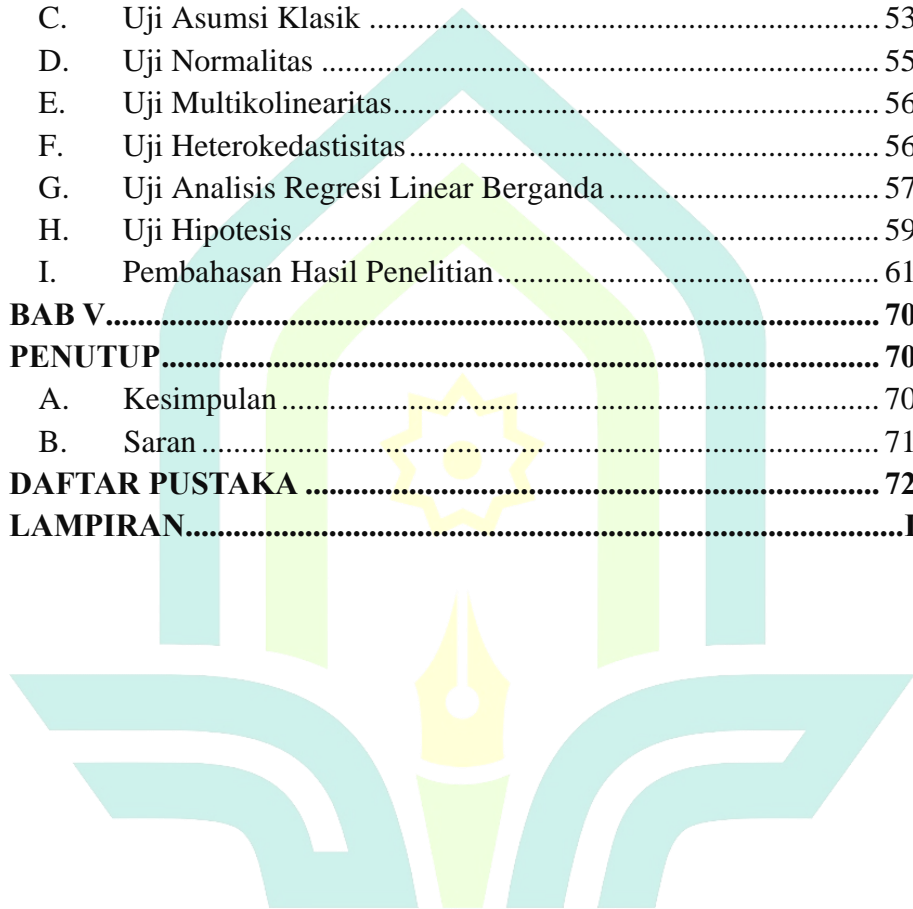 C. Uji Asumsi Klasik ................................................................ 53
D. Uji Normalitas ...................................................................... 55
E. Uji Multikolinearitas............................................................. 56
F. Uji Heterokedastisitas........................................................... 56
G. Uji Analisis Regresi Linear Berganda .................................. 57
H. Uji Hipotesis ......................................................................... 59
I. Pembahasan Hasil Penelitian................................................ 61
BAB V................................................................................................. 70
PENUTUP.......................................................................................... 70
A. Kesimpulan ........................................................................... 70
B. Saran ..................................................................................... 71
DAFTAR PUSTAKA ........................................................................ 72
LAMPIRAN..........................................................................................I